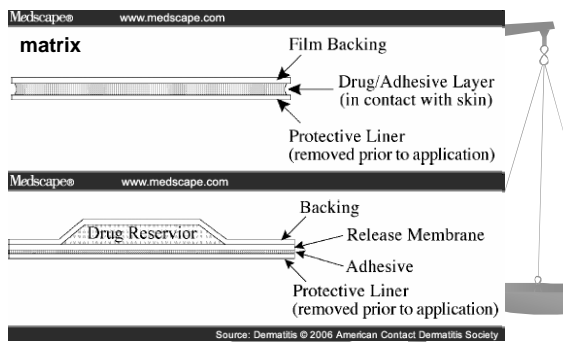 Medscape® www.medscape.com
matrix
Film Backing
Drug/Adhesive Layer
(in contact with skin)
Protective Liner
(removed prior to application)
Medscape® www.medscape.com
Backing
Drug Reservior
Release Membrane
Adhesive
Protective Liner
(removed prior to application)
Source: Dermatitis © 2006 American Contact Dermatitis Society